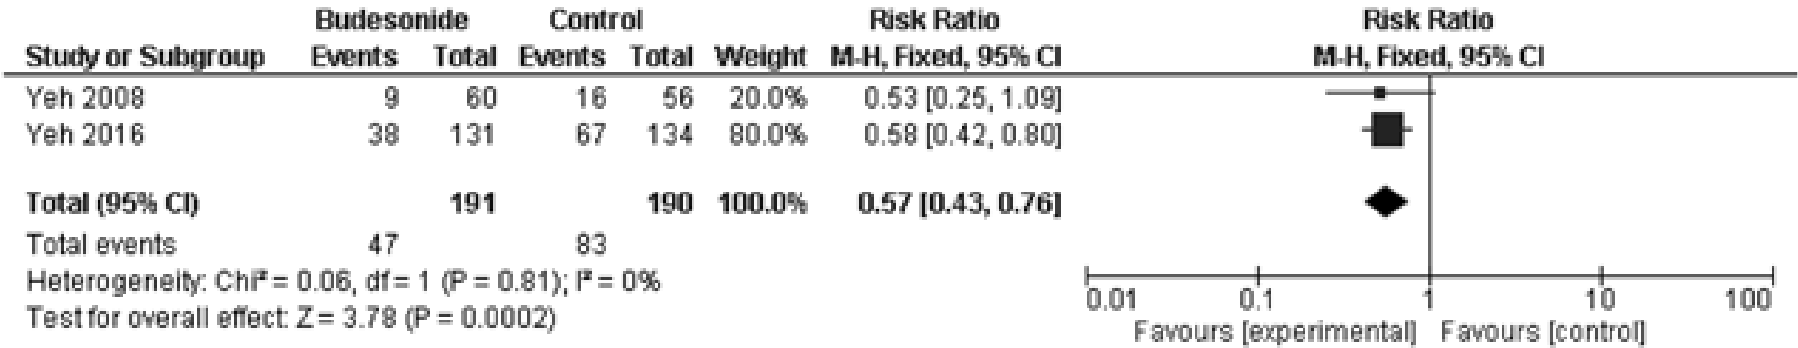 Budesonide Control Risk Ratio Risk Ratio
Study or Subgroup Events Total Events Total Weight M-H, Fixed, 95% CI M-H, Fixed, 95% CI
Yeh 2008 9 60 16 56 20.0% 0.53 [0.25, 1.09]
Yeh 2016 38 131 67 134 80.0% 0.58 [0.42, 0.80]
Total (95% CI) 191 190 100.0% 0.57 [0.43, 0.76]
Total events 47 83
Heterogeneity: Chi² = 0.06, df = 1 (P = 0.81); I² = 0%
Test for overall effect: Z = 3.78 (P = 0.0002)
0.01 0.1 1 10 100
Favours [experimental] Favours [control]